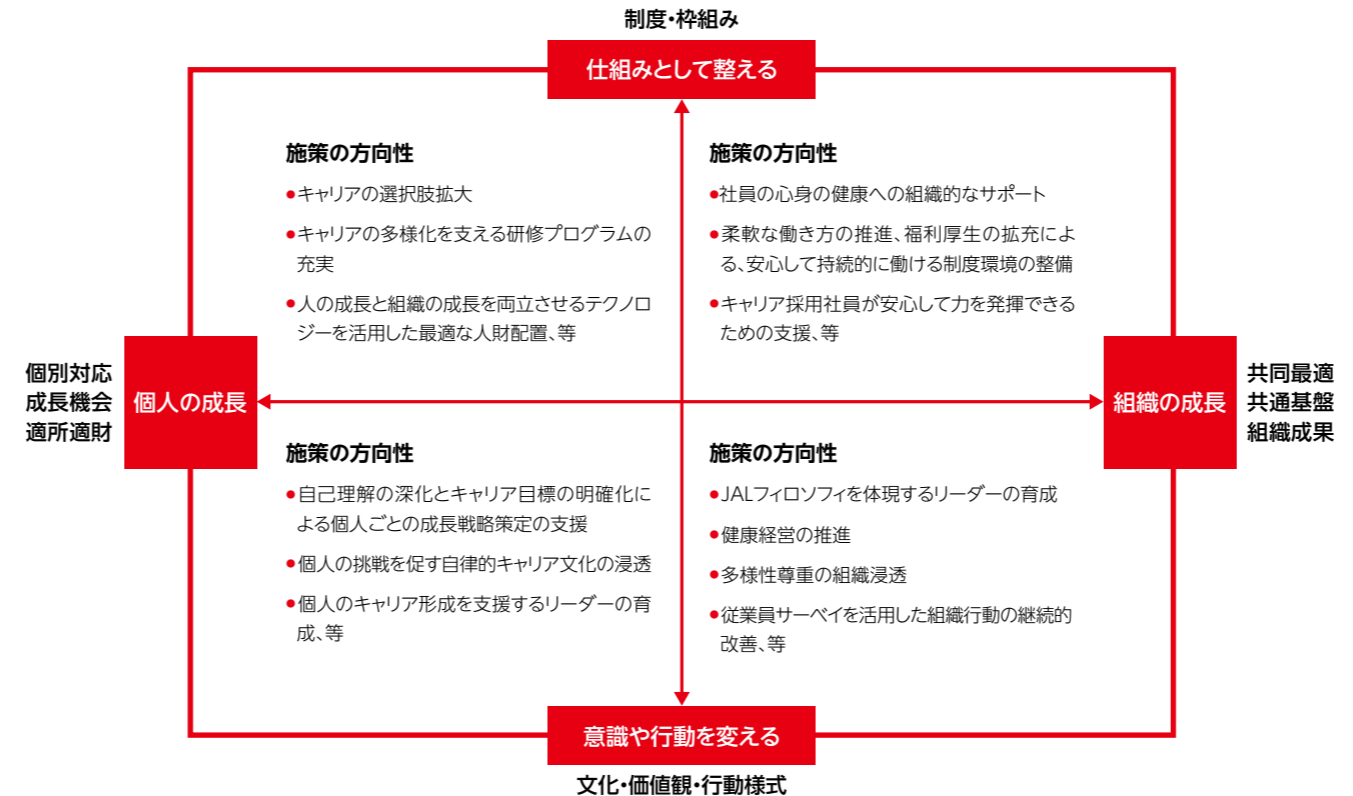 制度・枠組み
仕組みとして整える
施策の方向性
●キャリアの選択肢拡大
●キャリアの多様化を支える研修プログラムの
充実
●人の成長と組織の成長を両立させるテクノロ
ジーを活用した最適な人財配置、等
施策の方向性
●社員の心身の健康への組織的なサポート
●柔軟な働き方の推進、福利厚生の拡充によ
る、安心して持続的に働ける制度環境の整備
●キャリア採用社員が安心して力を発揮できる
ための支援、等
個別対応
成長機会
適所適財
個人の成長
組織の成長
共同最適
共通基盤
組織成果
施策の方向性
●自己理解の深化とキャリア目標の明確化に
よる個人ごとの成長戦略策定の支援
●個人の挑戦を促す自律的キャリア文化の浸透
●個人のキャリア形成を支援するリーダーの育
成、等
施策の方向性
●JALフィロソフィを体現するリーダーの育成
●健康経営の推進
●多様性尊重の組織浸透
●従業員サーベイを活用した組織行動の継続的
改善、等
意識や行動を変える
文化・価値観・行動様式